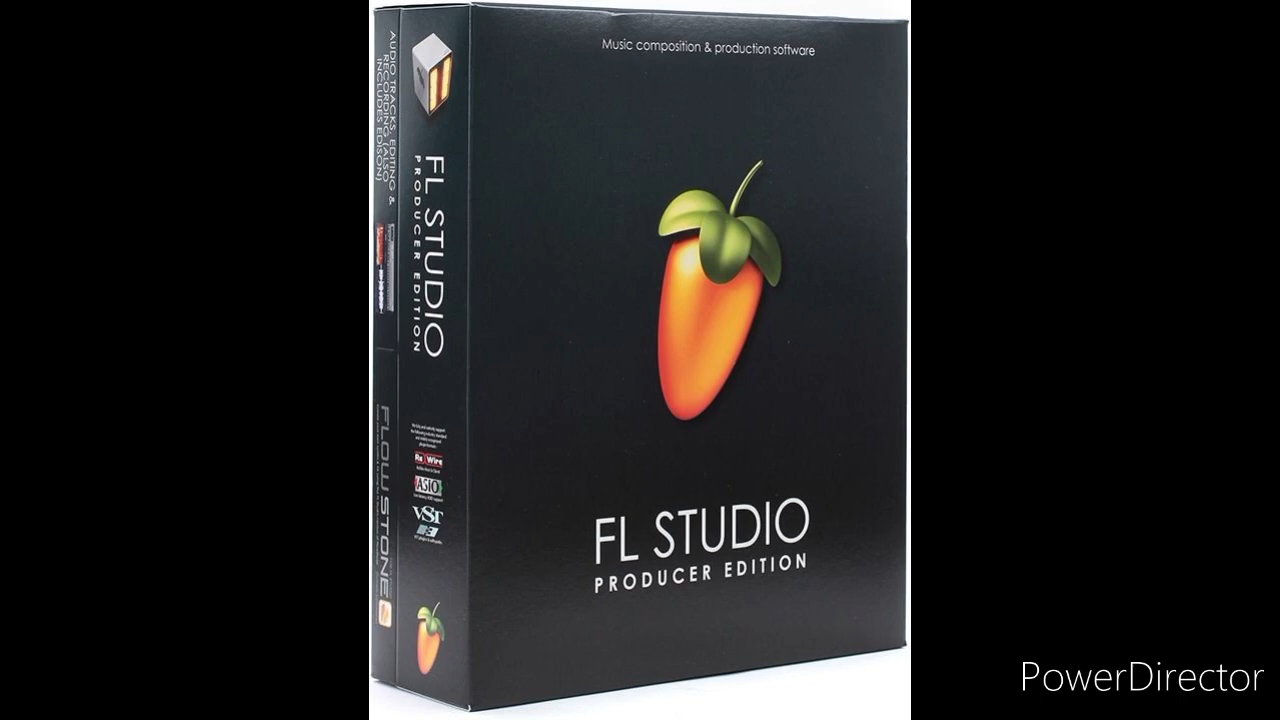 Music composition & production software
FL STUDIO
PRODUCER EDITION
AUDIO TRACKS, EDITING &
RECORDING (ALSO
INCLUDES EDISON)
FL STUDIO
PRODUCER EDITION
ReWire
ASIO
VST
FLOWSTONE
PowerDirector